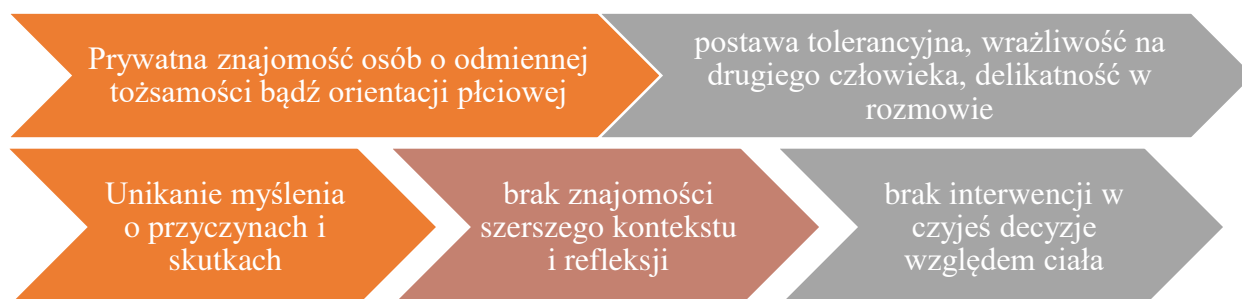 Prywatna znajomość osób o odmiennej
tożsamości bądź orientacji płciowej
postawa tolerancyjna, wrażliwość na
drugiego człowieka, delikatność w
rozmowie
Unikanie myślenia
o przyczynach i
skutkach
brak znajomości
szerszego kontekstu
i refleksji
brak interwencji w
czyjeś decyzje
względem ciała